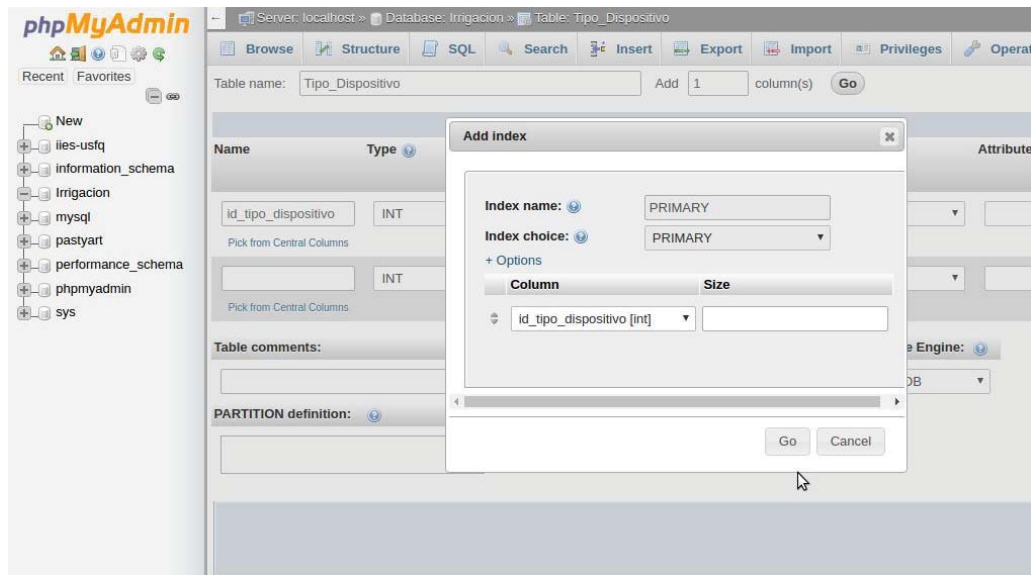 phpMyAdmin
Server: localhost » Database: Irrigacion » Table: Tipo_Dispositivo
Browse Structure SQL Search Insert Export Import Privileges Operat
Recent Favorites
Table name: Tipo_Dispositivo Add 1 column(s) Go
New
iies-usfq
information_schema
Irrigacion
mysql
pastyart
performance_schema
phpmyadmin
sys
Name Type Attribute
id_tipo_dispositivo INT
Pick from Central Columns
INT
Pick from Central Columns
Table comments: e Engine:
DB
PARTITION definition:
Add index
Index name: PRIMARY
Index choice: PRIMARY
+ Options
Column Size
id_tipo_dispositivo [int]
Go Cancel